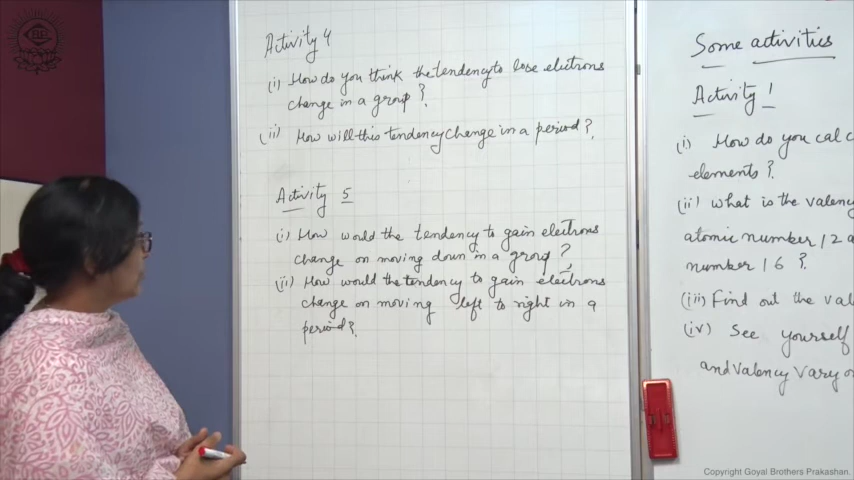 Activity 4
(i) How do you think the tendency to lose electrons
change in a group?
(ii) How will this tendency change in a period?
Activity 5
(i) How would the tendency to gain electrons
change on moving down in a group?
(ii) How would the tendency to gain electrons
change on moving left to right in a
period?
Some activities
Activity 1
(i) How do you cal
elements?
(ii) What is the valency
atomic number 12 a
number 16?
(iii) Find out the val
(iv) See yourself
and valency vary o
Copyright Goyal Brothers Prakashan.